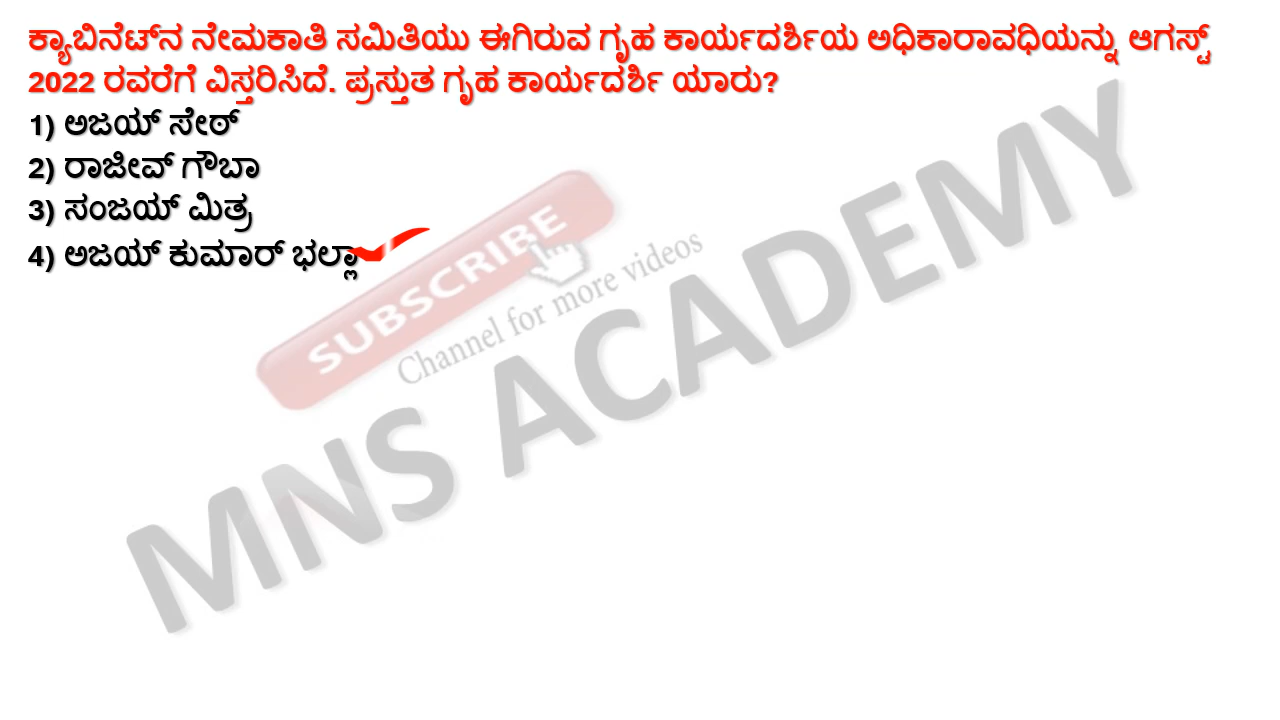 ಕ್ಯಾಬಿನೆಟ್‌ನ ನೇಮಕಾತಿ ಸಮಿತಿಯು ಈಗಿರುವ ಗೃಹ ಕಾರ್ಯದರ್ಶಿಯ ಅಧಿಕಾರಾವಧಿಯನ್ನು ಆಗಸ್ಟ್
2022 ರವರೆಗೆ ವಿಸ್ತರಿಸಿದೆ. ಪ್ರಸ್ತುತ ಗೃಹ ಕಾರ್ಯದರ್ಶಿ ಯಾರು?
1) ಅಜಯ್ ಸೇಠ್
2) ರಾಜೀವ್ ಗೌಬಾ
3) ಸಂಜಯ್ ಮಿತ್ರ
4) ಅಜಯ್ ಕುಮಾರ್ ಭಲ್ಲಾ
SUBSCRIBE
Channel for more videos
MNS ACADEMY